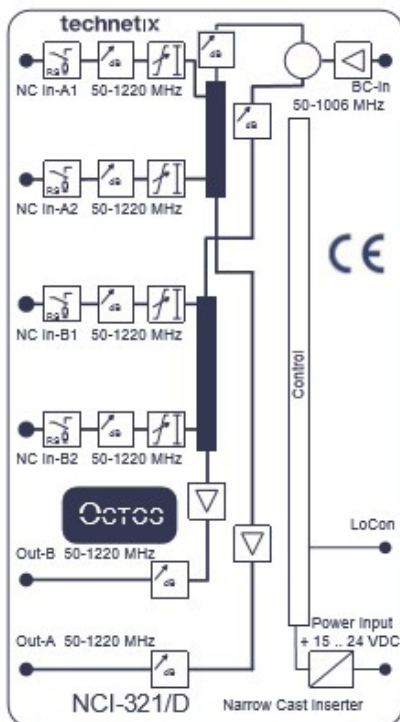 technetix
NC In-A1 50-1220 MHz
BC-In
50-1006 MHz
NC In-A2 50-1220 MHz
CE
NC In-B1 50-1220 MHz
Control
NC In-B2 50-1220 MHz
OCTOS
LoCon
Out-B 50-1220 MHz
Power Input
+ 15 .. 24 VDC
Out-A 50-1220 MHz
NCI-321/D
Narrow Cast Inserter